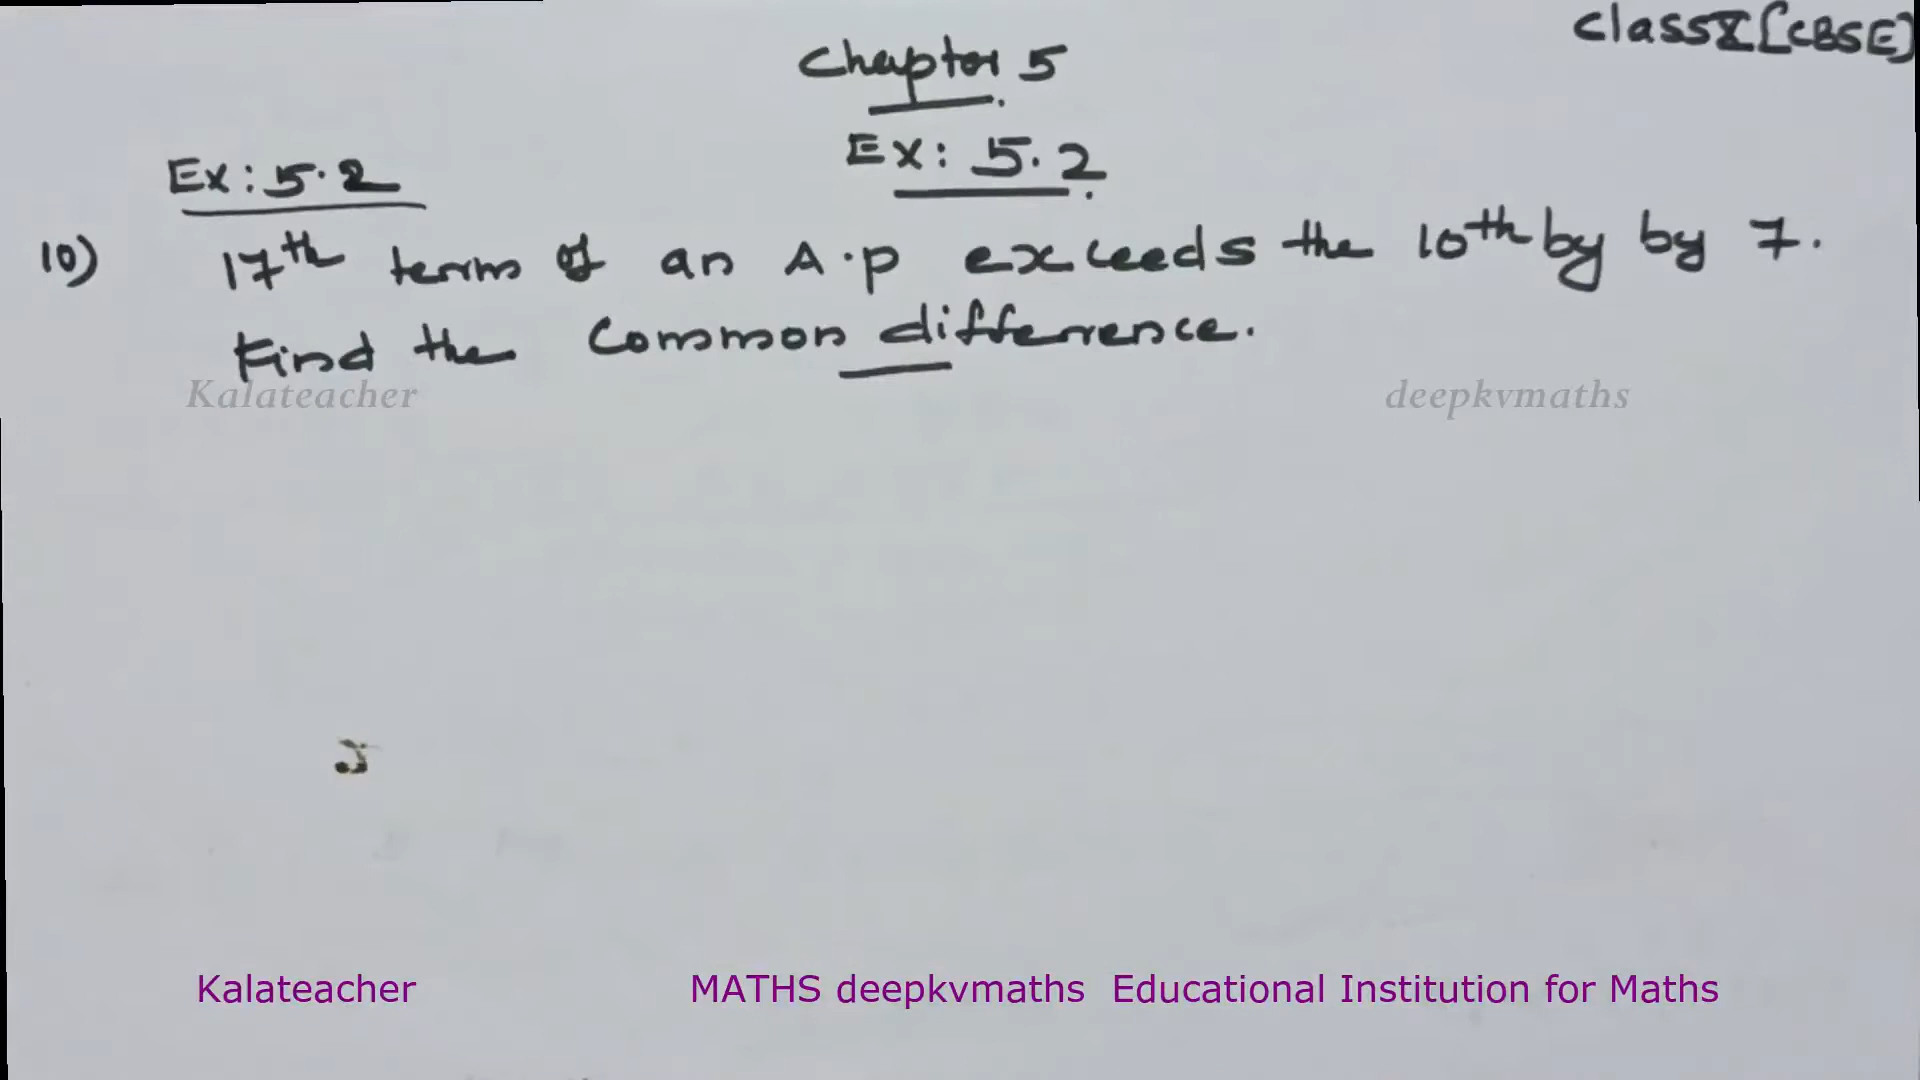 Class X [CBSE]
Chapter 5
Ex: 5.2
Ex: 5.2
10) 17th term of an A.P exceeds the 10th by by 7.
Find the Common difference.
Kalateacher
deepkvmaths
Kalateacher MATHS deepkvmaths Educational Institution for Maths